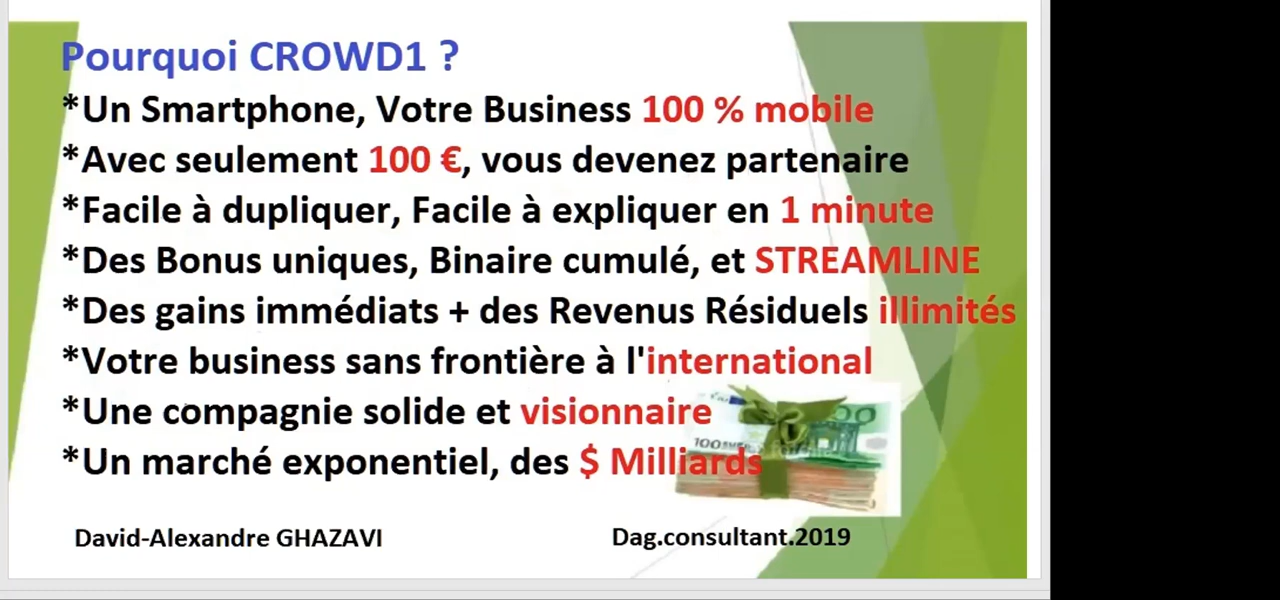 Pourquoi CROWD1 ?
*Un Smartphone, Votre Business 100 % mobile
*Avec seulement 100 €, vous devenez partenaire
*Facile à dupliquer, Facile à expliquer en 1 minute
*Des Bonus uniques, Binaire cumulé, et STREAMLINE
*Des gains immédiats + des Revenus Résiduels illimités
*Votre business sans frontière à l'international
*Une compagnie solide et visionnaire
*Un marché exponentiel, des $ Milliards
David-Alexandre GHAZAVI
Dag.consultant.2019